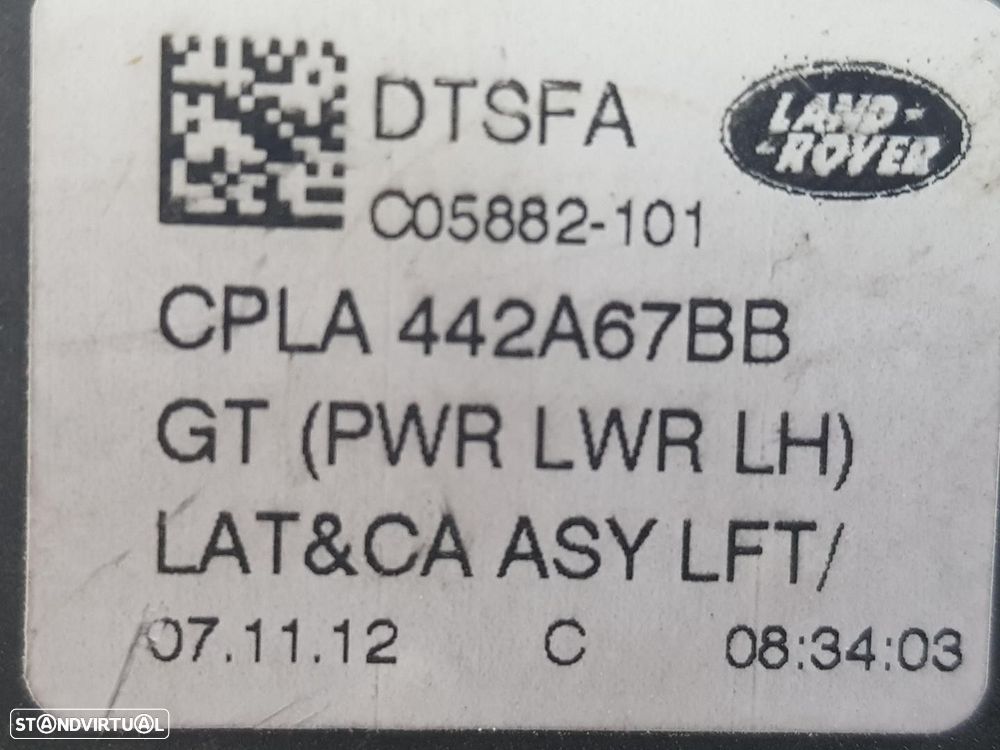 DTSFA
LAND-
-ROVER
C05882-101
CPLA 442A67BB
GT (PWR LWR LH)
LAT&CA ASY LFT/
07.11.12 C 08:34:03
STANDVIRTUAL